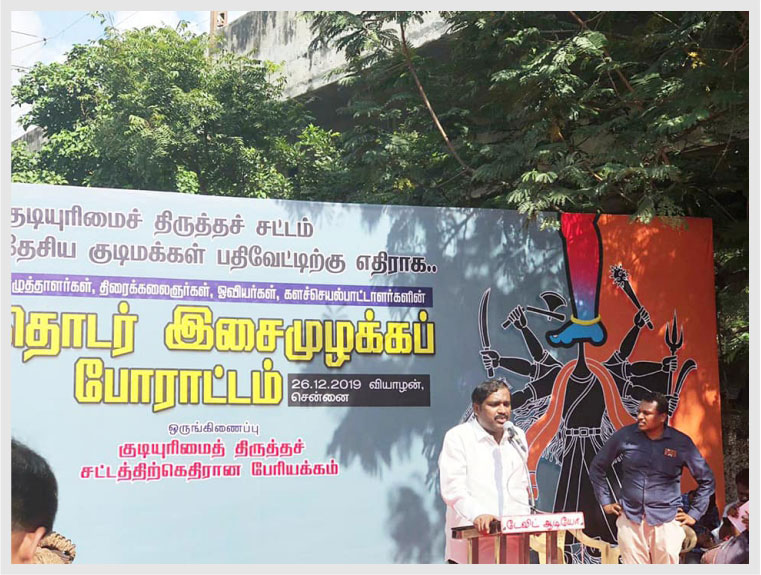 குடியுரிமைச் திருத்தச் சட்டம்
தேசிய குடிமக்கள் பதிவேட்டிற்கு எதிராக..
ழுத்தாளர்கள், திரைக்கலைஞர்கள், ஓவியர்கள், களச்செயல்பாட்டாளர்களின்
தொடர் இசைமுழக்கப்
போராட்டம்
26.12.2019 வியாழன்,
சென்னை
ஒருங்கிணைப்பு
குடியுரிமைத் திருத்தச்
சட்டத்திற்கெதிரான பேரியக்கம்
டேவிட் ஆடியோ